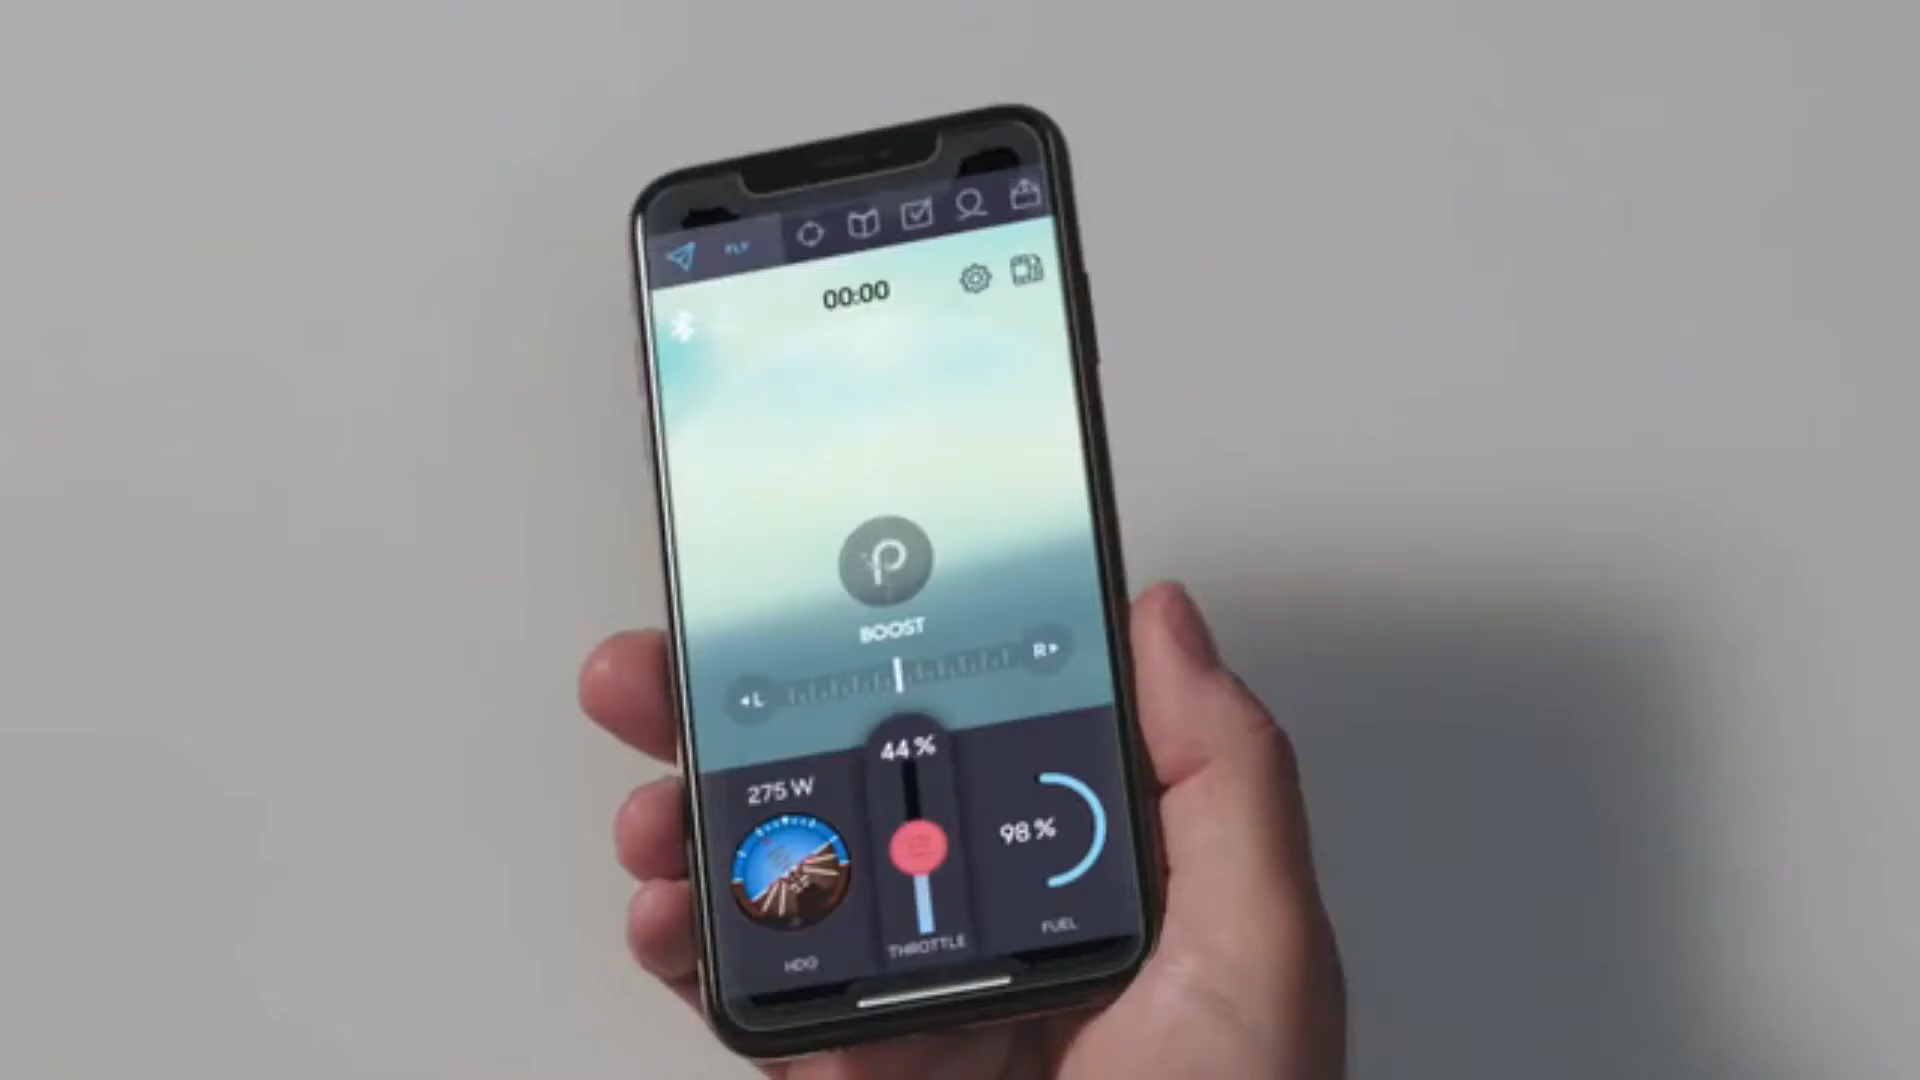 FLY
00:00
P
BOOST
◂L
R▸
44 %
275 W
98 %
HDG
THROTTLE
FUEL